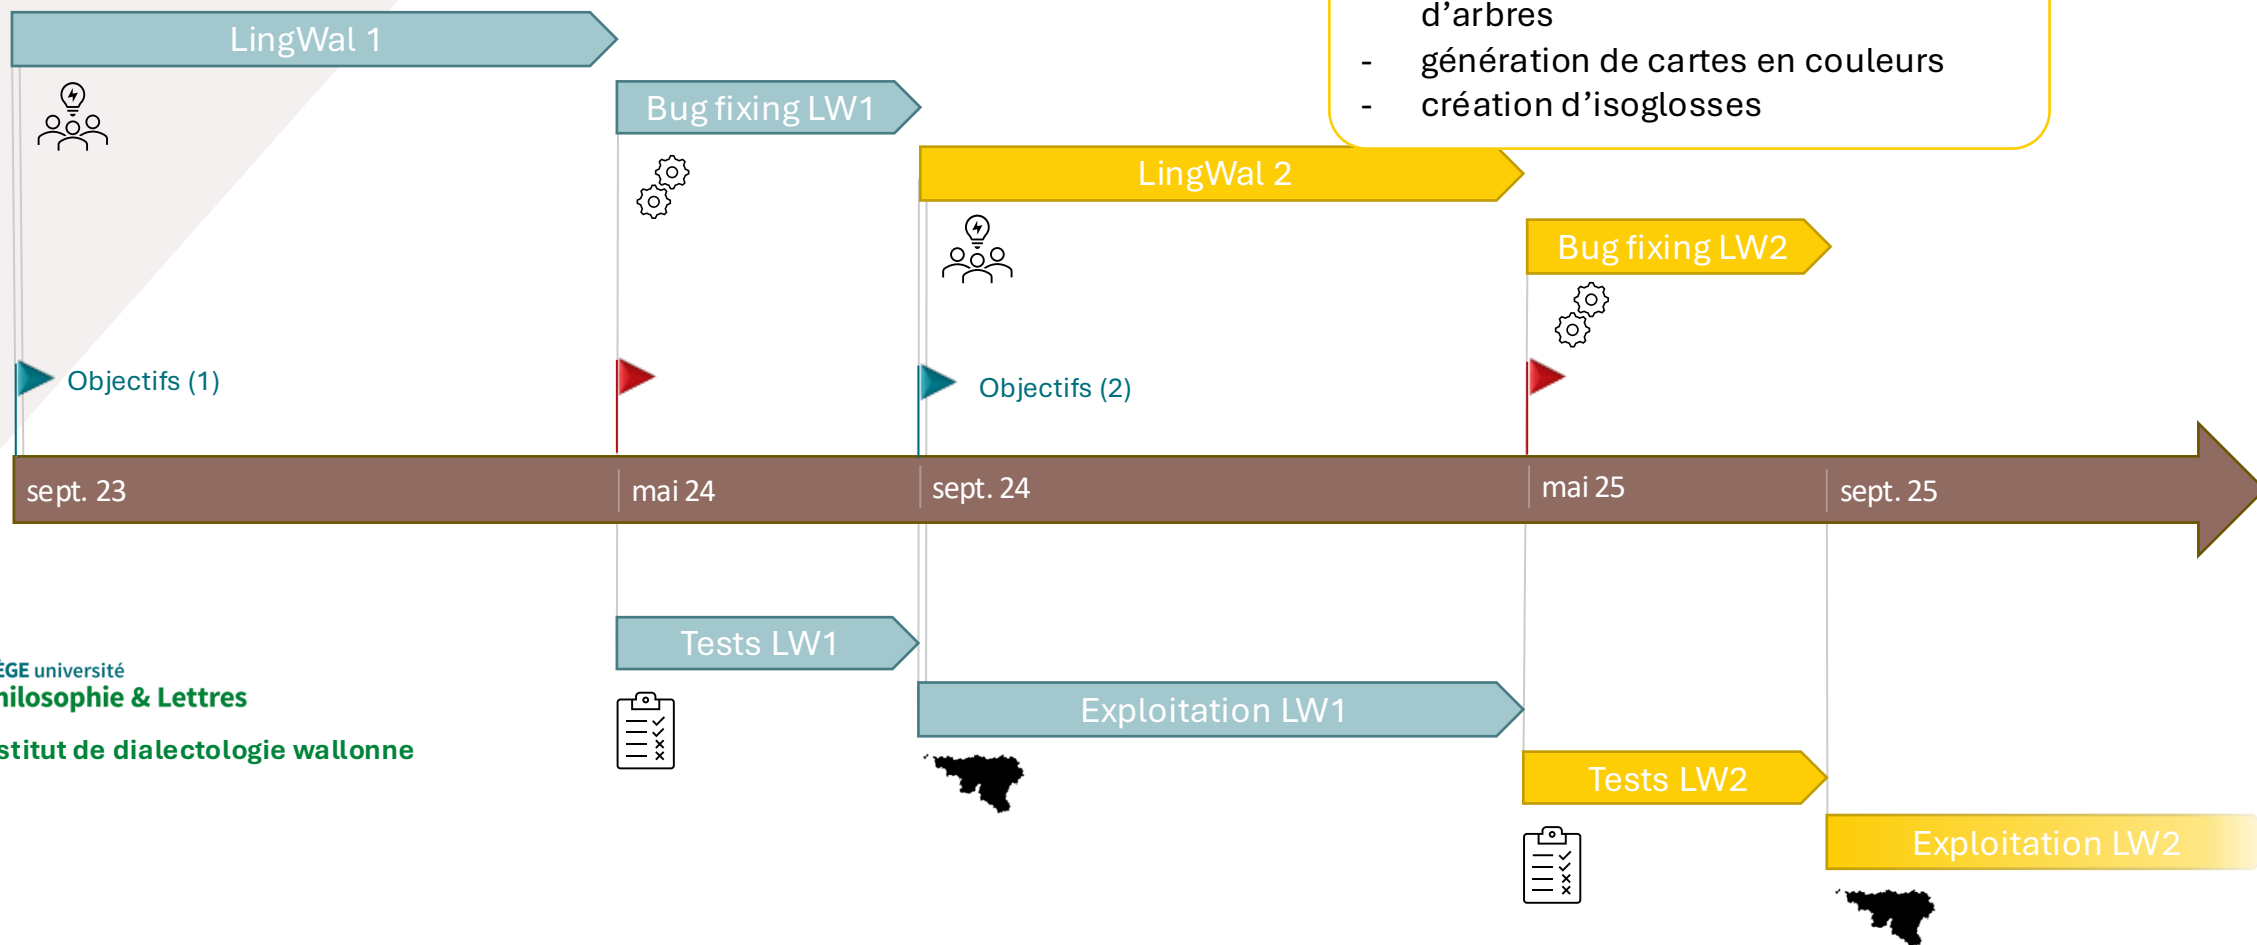 d’arbres
LingWal 1
- génération de cartes en couleurs
- création d’isoglosses
Bug fixing LW1
LingWal 2
Bug fixing LW2
Objectifs (1)
Objectifs (2)
sept. 23
mai 24
sept. 24
mai 25
sept. 25
Tests LW1
ÈGE université
hilosophie & Lettres
Exploitation LW1
stitut de dialectologie wallonne
Tests LW2
Exploitation LW2